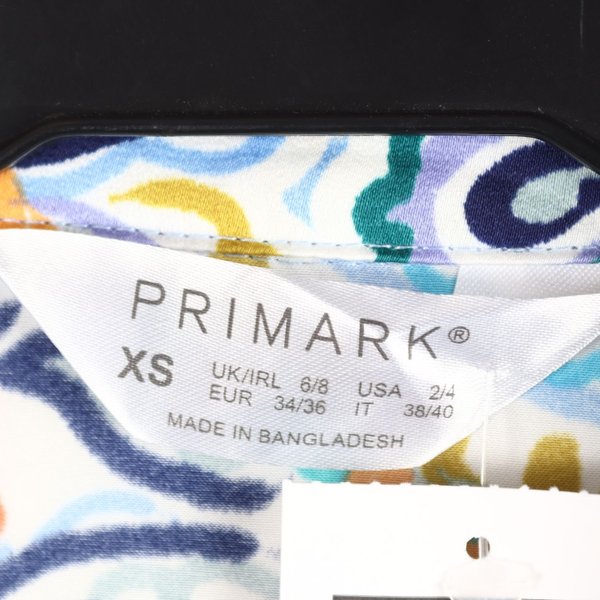 PRIMARK®
XS UK/IRL 6/8 USA 2/4
EUR 34/36 IT 38/40
MADE IN BANGLADESH